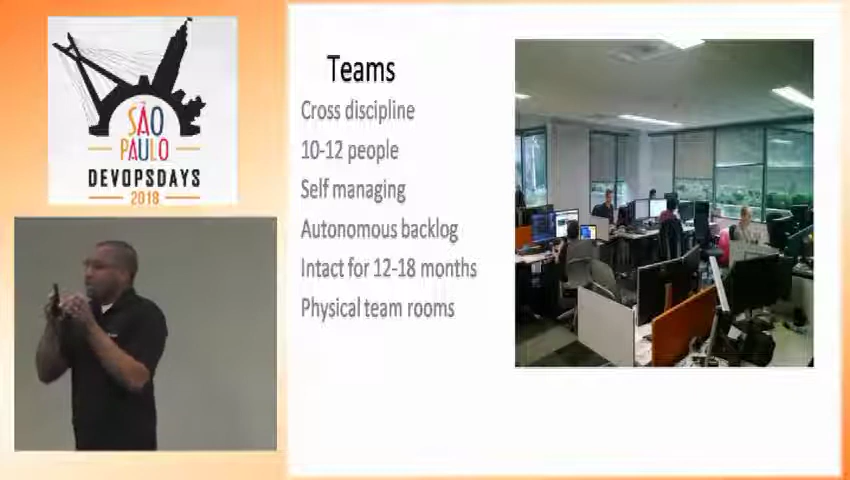 SÃO
PAULO
DEVOPSDAYS
2018
Teams
Cross discipline
10-12 people
Self managing
Autonomous backlog
Intact for 12-18 months
Physical team rooms